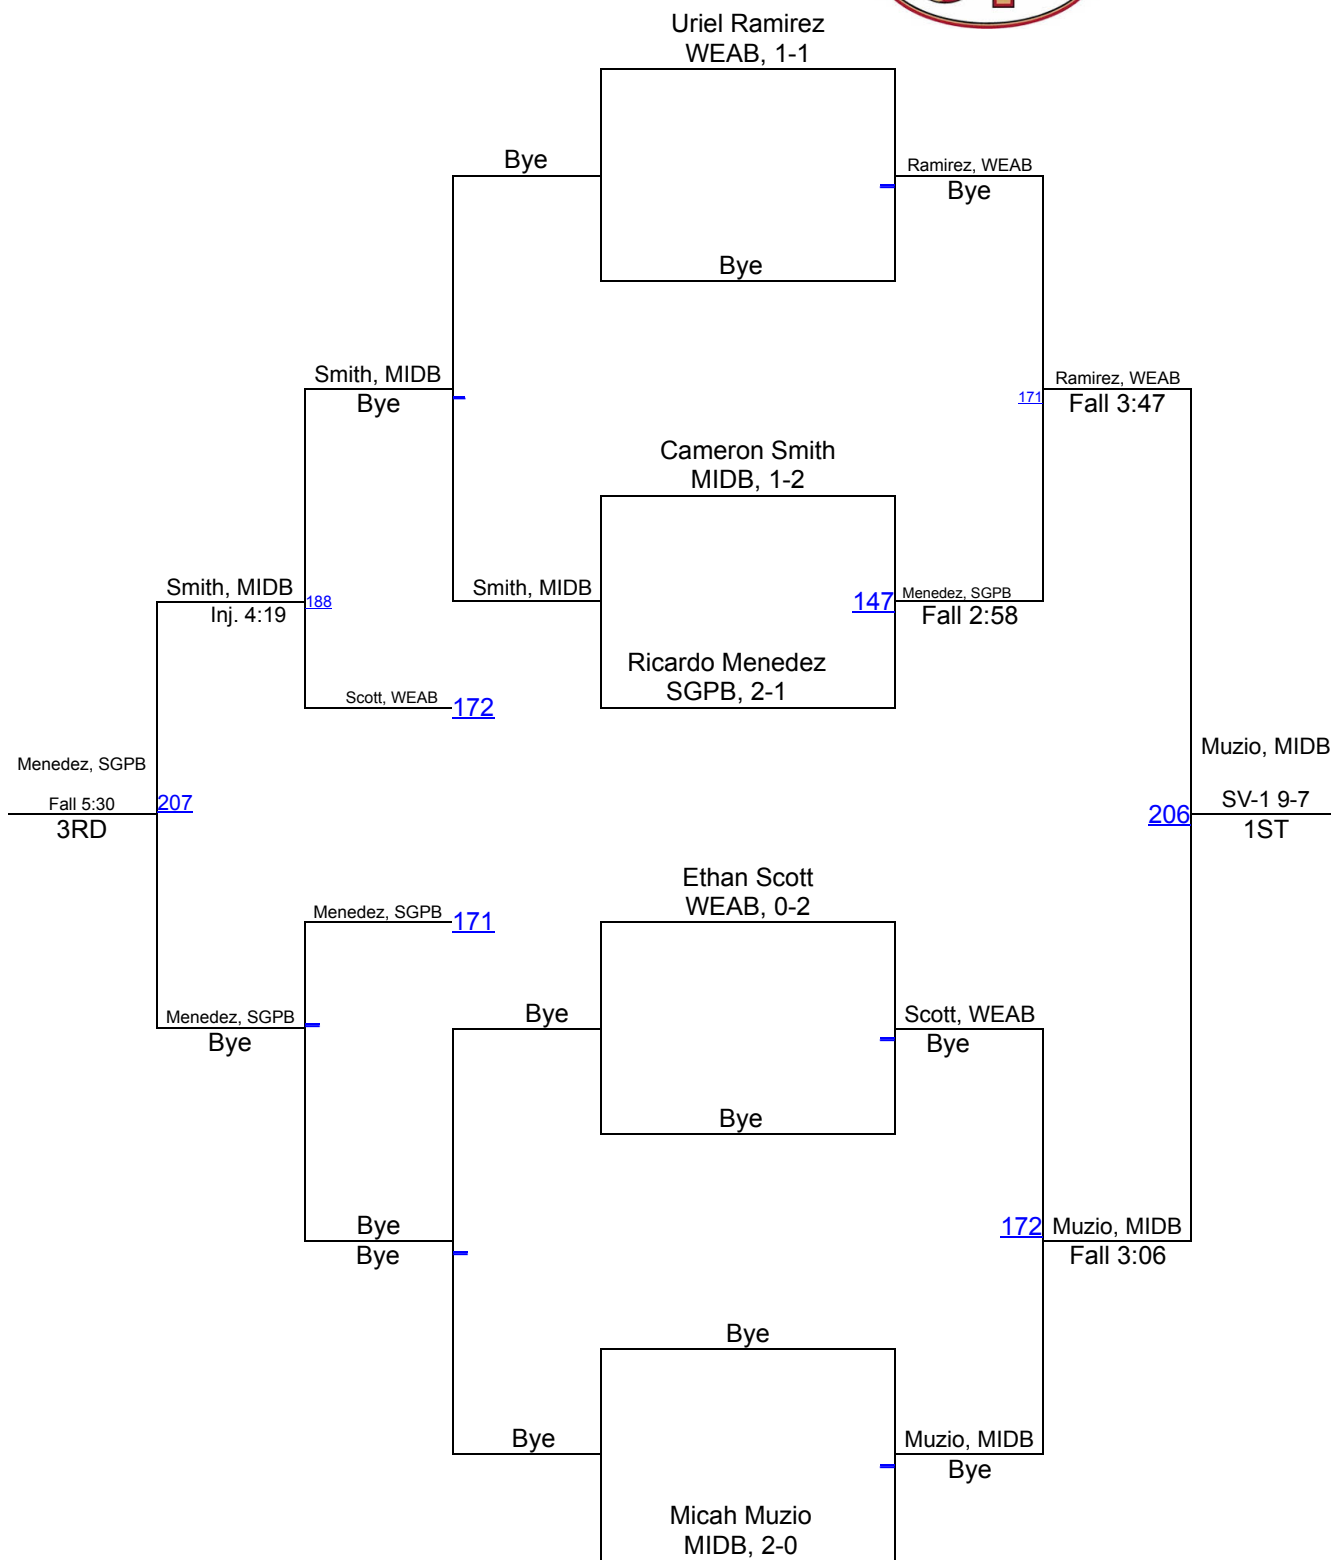 Uriel Ramirez
WEAB, 1-1
Bye
Ramirez, WEAB
Bye
Bye
Smith, MIDB
Bye
Ramirez, WEAB
171
Fall 3:47
Cameron Smith
MIDB, 1-2
Smith, MIDB
188
Inj. 4:19
Smith, MIDB
147
Menedez, SGPB
Fall 2:58
Ricardo Menedez
SGPB, 2-1
Scott, WEAB
172
Menedez, SGPB
Fall 5:30
207
3RD
Muzio, MIDB
206
SV-1 9-7
1ST
Ethan Scott
WEAB, 0-2
Menedez, SGPB
171
Menedez, SGPB
Bye
Bye
Scott, WEAB
Bye
Bye
Bye
Bye
172
Muzio, MIDB
Fall 3:06
Bye
Bye
Muzio, MIDB
Bye
Micah Muzio
MIDB, 2-0